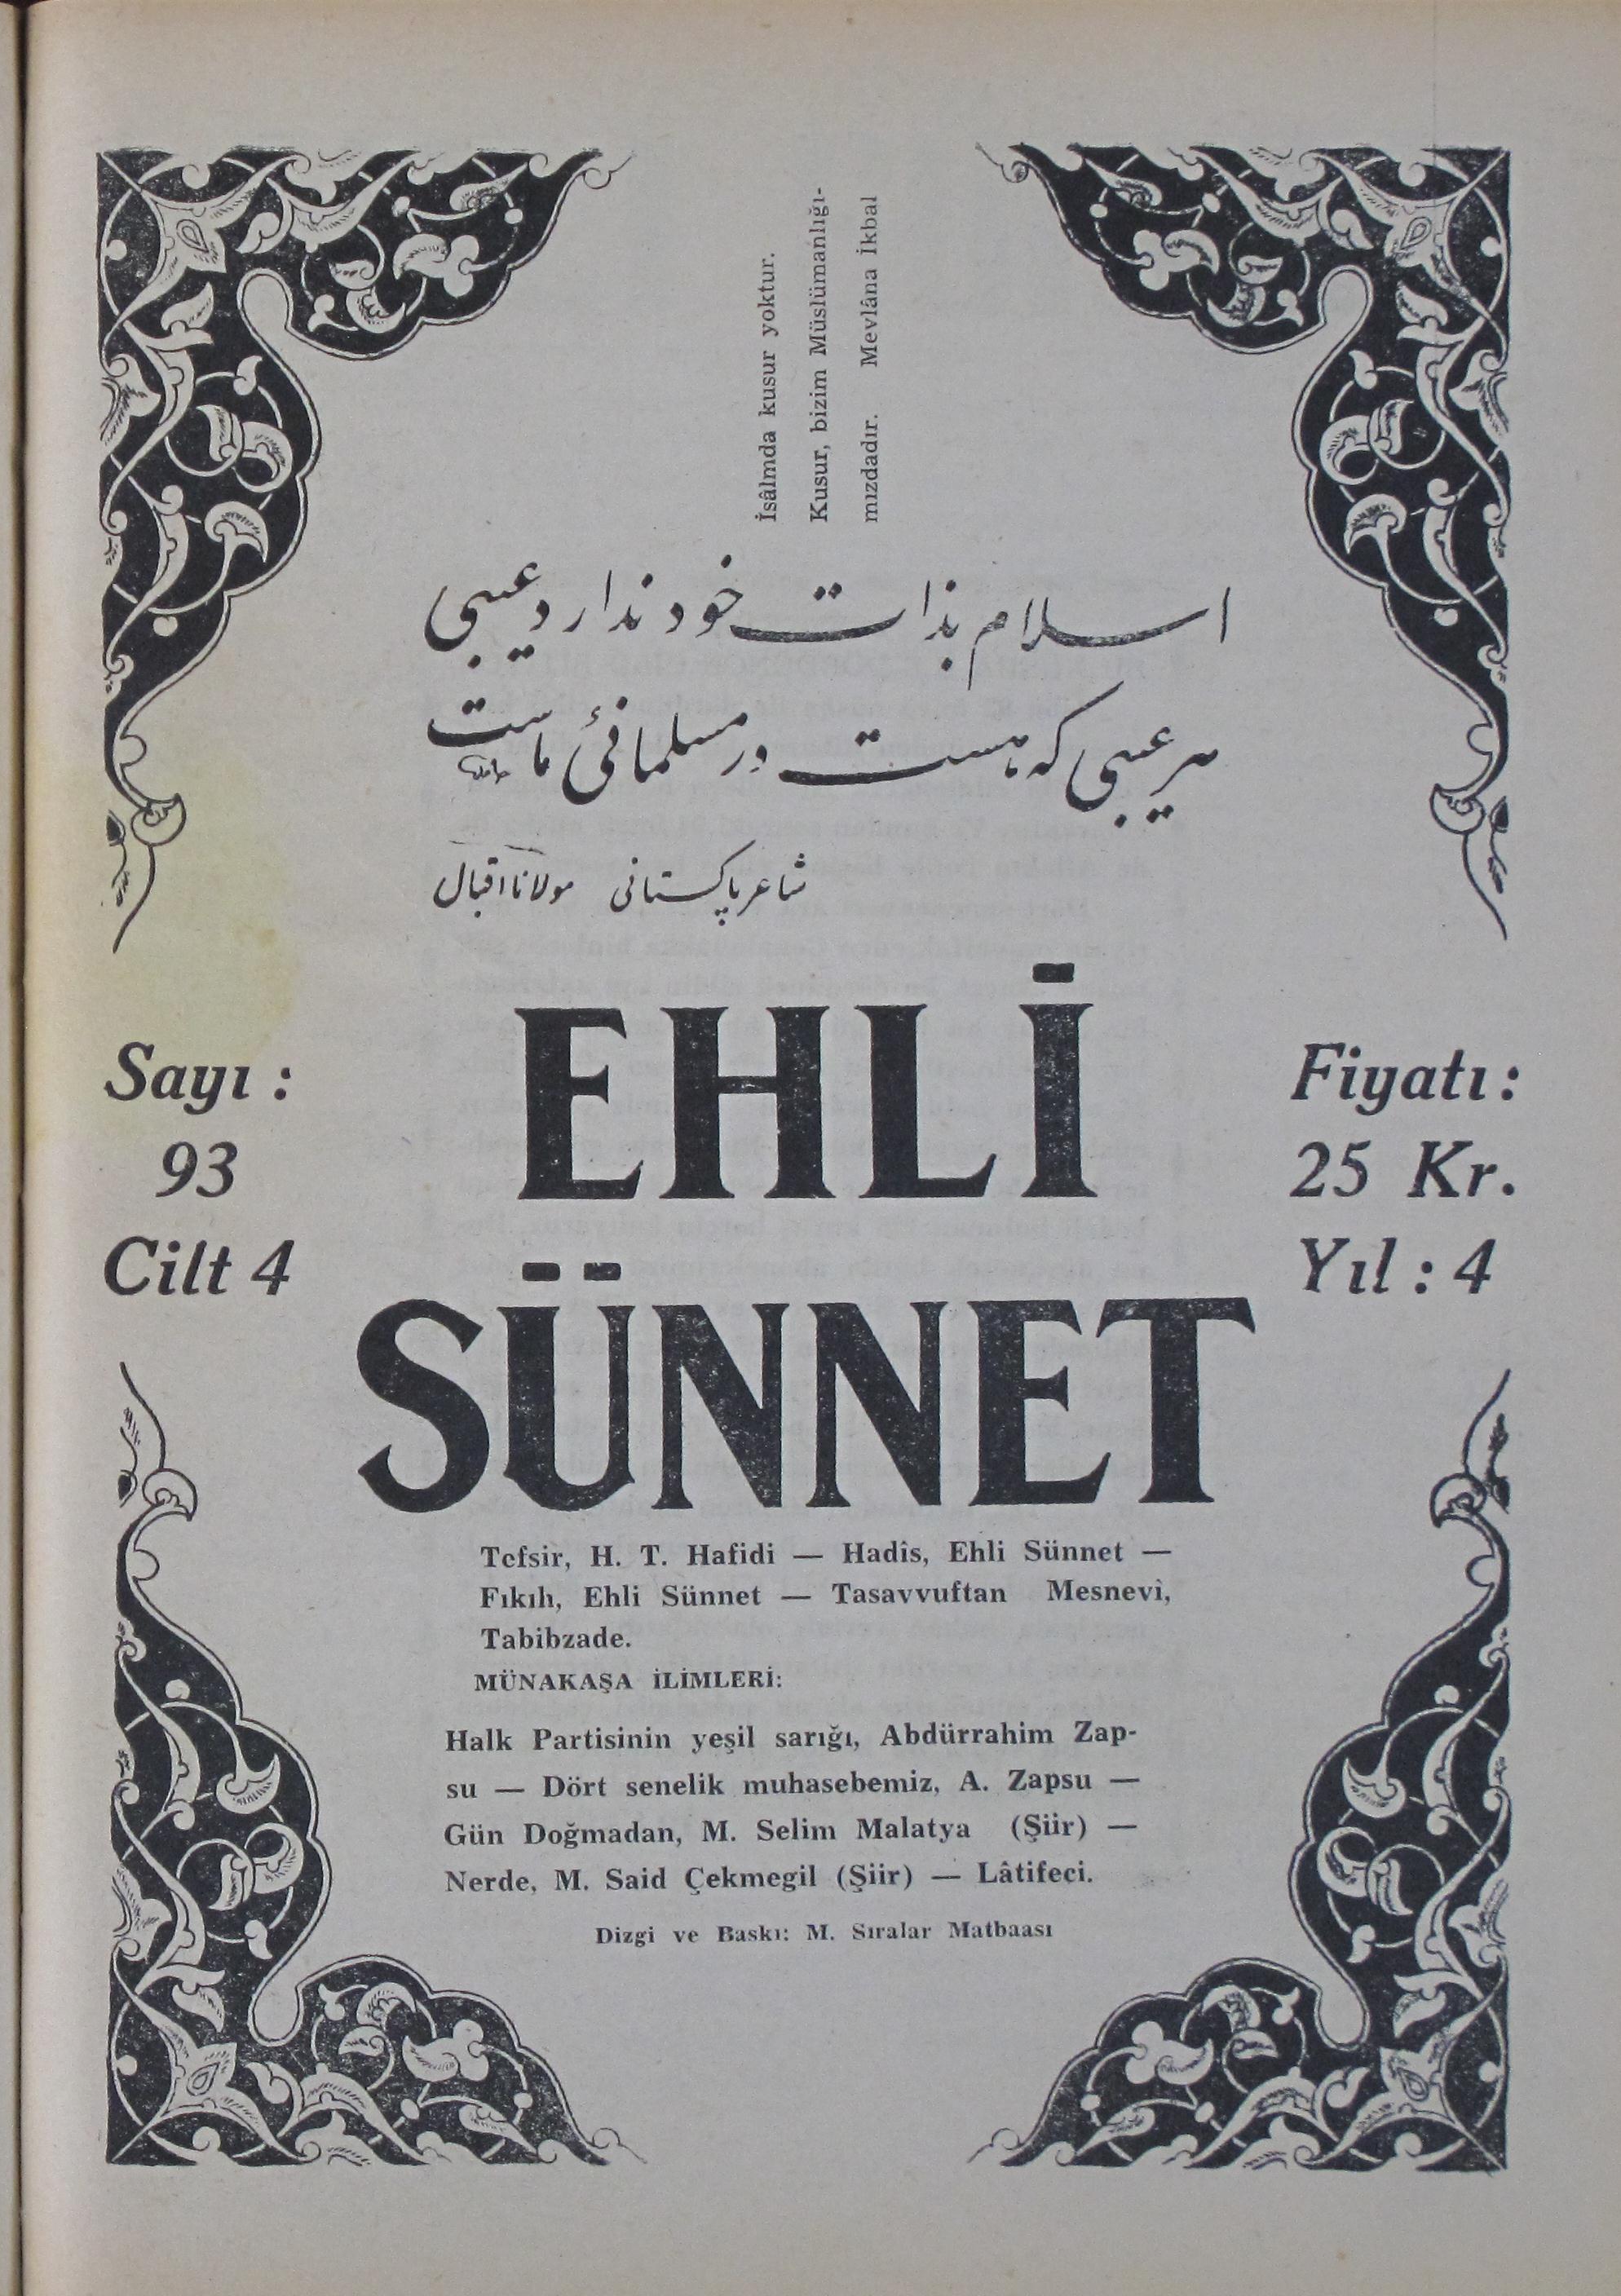 İsâlmda kusur yoktur.
Kusur, bizim Müslümanlığı-
mızdadır. Mevlâna İkbal
اسلام بذات خود ندارد عیبی
هر عیبی که هست در مسلمانیٔ ماست
شاعر پاکستانی مولانا اقبال
EHLİ
SÜNNET
Sayı :
93
Cilt 4
Fiyatı :
25 Kr.
Yıl : 4
Tefsir, H. T. Hafidi — Hadîs, Ehli Sünnet —
Fıkıh, Ehli Sünnet — Tasavvuftan Mesnevî,
Tabibzade.
MÜNAKAŞA İLİMLERİ:
Halk Partisinin yeşil sarığı, Abdürrahim Zap-
su — Dört senelik muhasebemiz, A. Zapsu —
Gün Doğmadan, M. Selim Malatya (Şiir) —
Nerde, M. Said Çekmegil (Şiir) — Lâtifeci.
Dizgi ve Baskı: M. Sıralar Matbaası